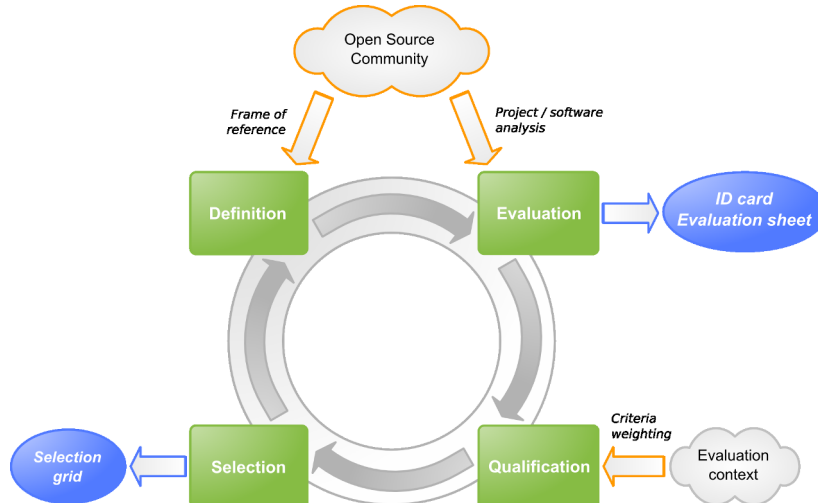 Open Source
Community
Frame of
reference
Project / software
analysis
Definition
Evaluation
ID card
Evaluation sheet
Criteria
weighting
Selection
grid
Selection
Qualification
Evaluation
context